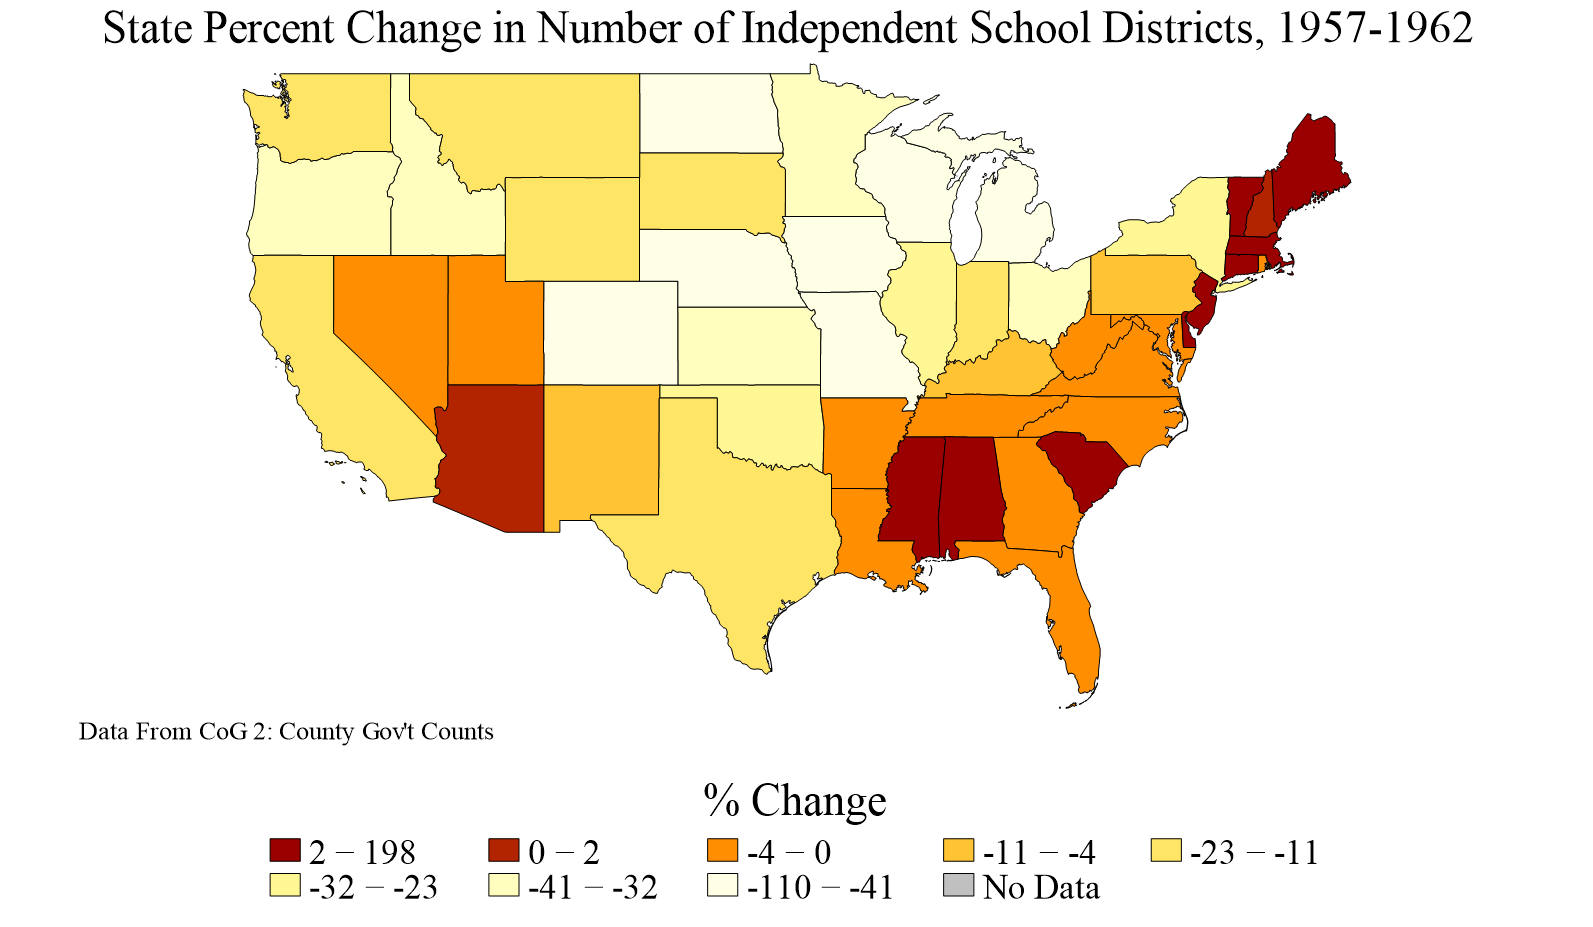 State Percent Change in Number of Independent School Districts, 1957-1962
Data From CoG 2: County Gov't Counts
% Change
2 − 198 0 − 2 -4 − 0 -11 − -4 -23 − -11
-32 − -23 -41 − -32 -110 − -41 No Data